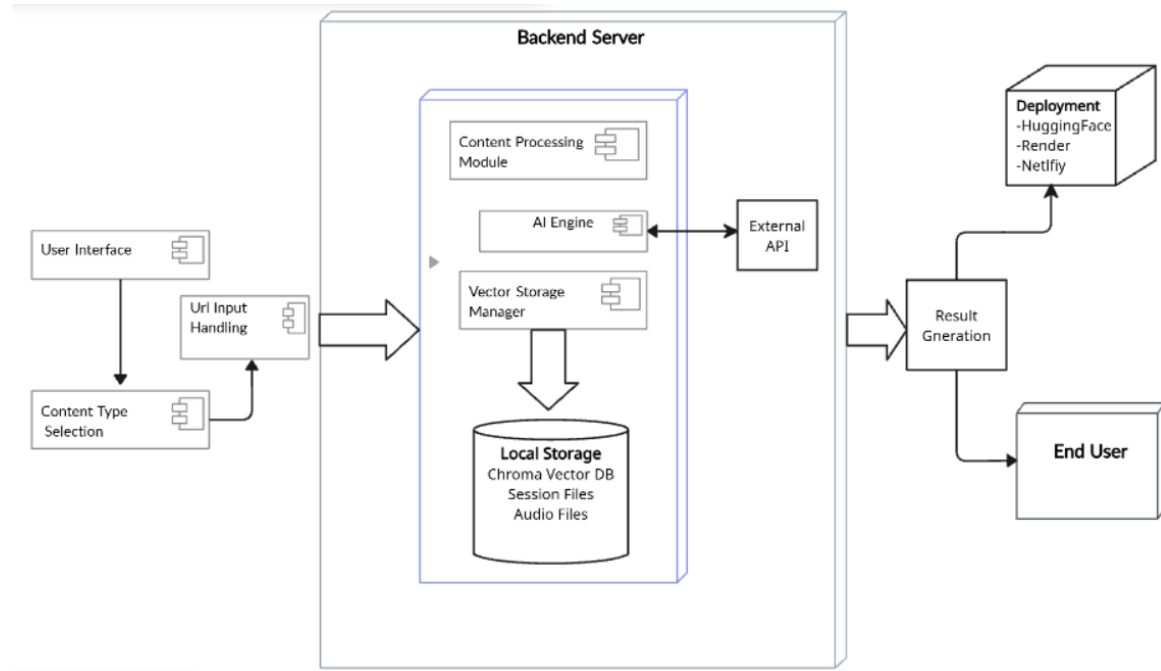 Backend Server
Content Processing
Module
AI Engine
Vector Storage
Manager
Local Storage
Chroma Vector DB
Session Files
Audio Files
External
API
User Interface
Url Input
Handling
Content Type
Selection
Deployment
-HuggingFace
-Render
-Netlfiy
Result
Gneration
End User